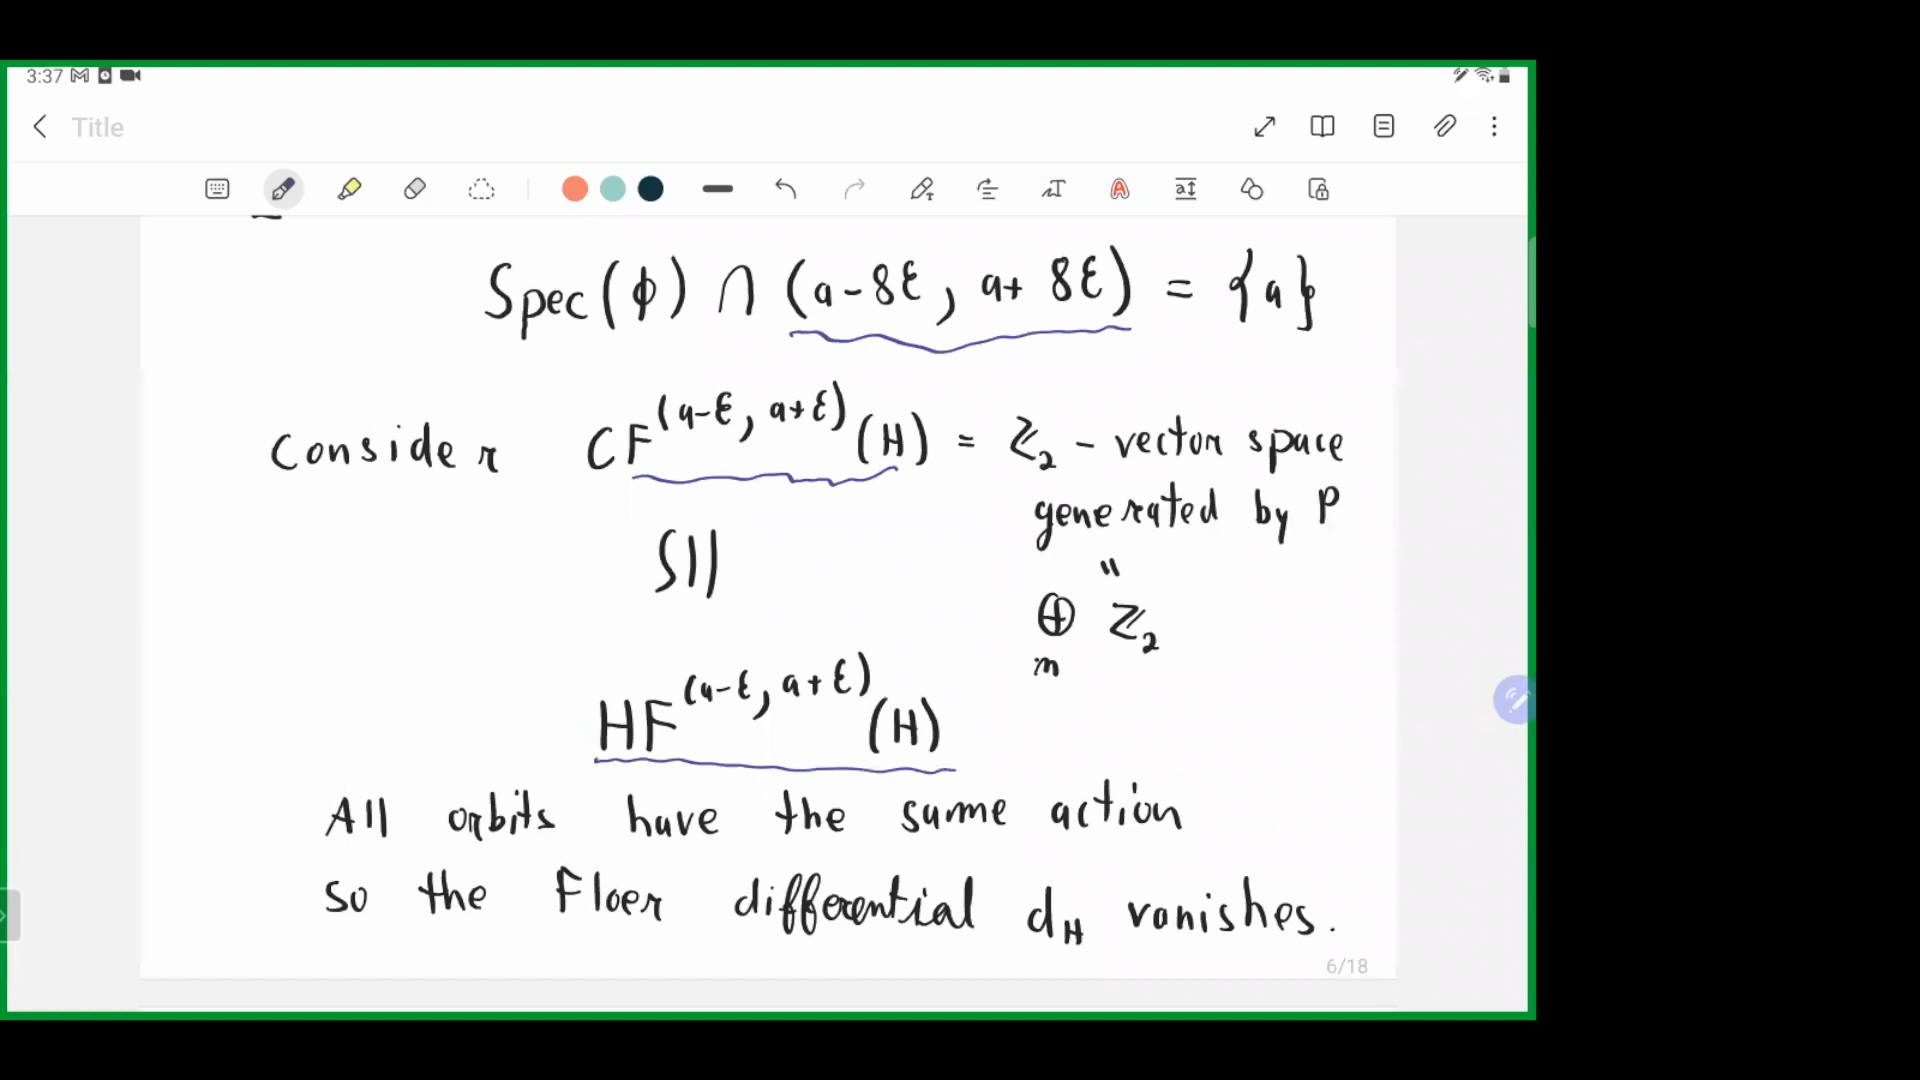 3:37
Title
Spec(ϕ) ∩ (a-8ε, a+8ε) = {a}
Consider CF^(a-ε, a+ε) (H) = ℤ₂ - vector space
generated by P
"
⊕ ℤ₂
m
SII
HF^(a-ε, a+ε) (H)
All orbits have the same action
so the Floer differential d_H vanishes.
6/18